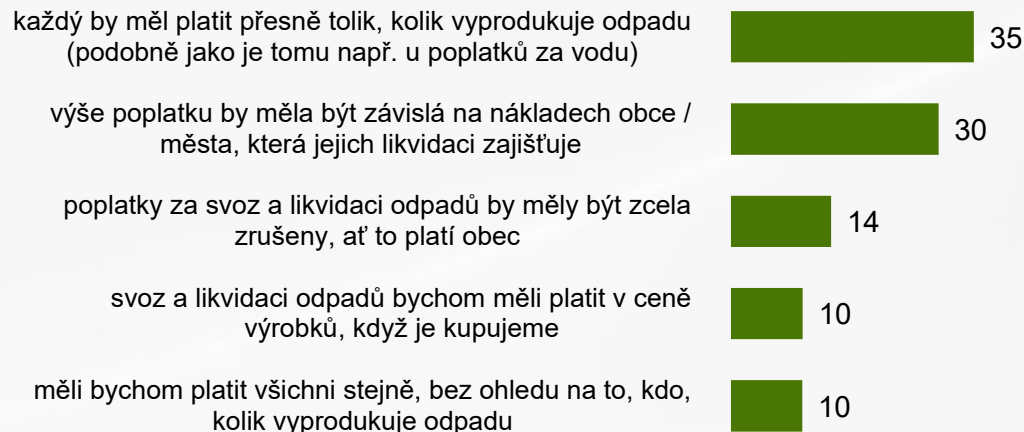 každý by měl platit přesně tolik, kolik vyprodukuje odpadu
(podobně jako je tomu např. u poplatků za vodu)
35
výše poplatku by měla být závislá na nákladech obce /
města, která jejich likvidaci zajišťuje
30
poplatky za svoz a likvidaci odpadů by měly být zcela
zrušeny, ať to platí obec
14
svoz a likvidaci odpadů bychom měli platit v ceně
výrobků, když je kupujeme
10
měli bychom platit všichni stejně, bez ohledu na to, kdo,
kolik vyprodukuje odpadu
10